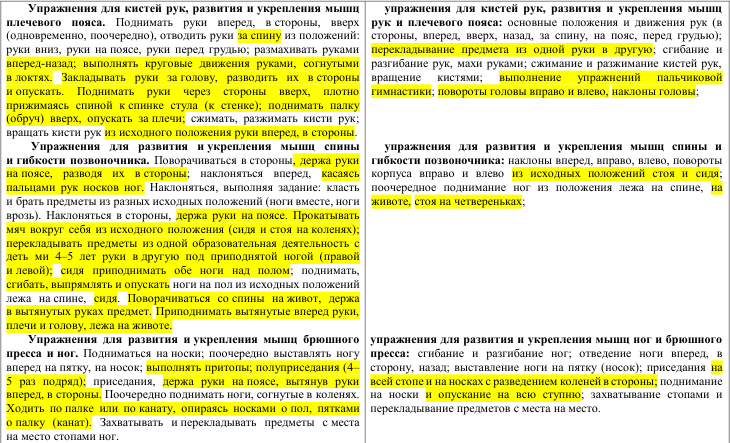 Упражнения для кистей рук, развития и укрепления мышц
плечевого пояса. Поднимать руки вперед, в стороны, вверх
(одновременно, поочередно), отводить руки за спину из положений:
руки вниз, руки на поясе, руки перед грудью; размахивать руками
вперед-назад; выполнять круговые движения руками, согнутыми
в локтях. Закладывать руки за голову, разводить их в стороны
и опускать. Поднимать руки через стороны вверх, плотно
прижимаясь спиной к спинке стула (к стенке); поднимать палку
(обруч) вверх, опускать за плечи; сжимать, разжимать кисти рук;
вращать кисти рук из исходного положения руки вперед, в стороны.
Упражнения для развития и укрепления мышц спины
и гибкости позвоночника. Поворачиваться в стороны, держа руки
на поясе, разводя их в стороны; наклоняться вперед, касаясь
пальцами рук носков ног. Наклоняться, выполняя задание: класть
и брать предметы из разных исходных положений (ноги вместе, ноги
врозь). Наклоняться в стороны, держа руки на поясе. Прокатывать
мяч вокруг себя из исходного положения (сидя и стоя на коленях);
перекладывать предметы из одной образовательная деятельность с
деть ми 4–5 лет руки в другую под приподнятой ногой (правой
и левой); сидя приподнимать обе ноги над полом; поднимать,
сгибать, выпрямлять и опускать ноги на пол из исходных положений
лежа на спине, сидя. Поворачиваться со спины на живот, держа
в вытянутых руках предмет. Приподнимать вытянутые вперед руки,
плечи и голову, лежа на животе.
Упражнения для развития и укрепления мышц брюшного
пресса и ног. Подниматься на носки; поочередно выставлять ногу
вперед на пятку, на носок; выполнять притопы; полуприседания (4–
5 раз подряд); приседания, держа руки на поясе, вытянув руки
вперед, в стороны. Поочередно поднимать ноги, согнутые в коленях.
Ходить по палке или по канату, опираясь носками о пол, пятками
о палку (канат). Захватывать и перекладывать предметы с места
на место стопами ног.
упражнения для кистей рук, развития и укрепления мышц
рук и плечевого пояса: основные положения и движения рук (в
стороны, вперед, вверх, назад, за спину, на пояс, перед грудью);
перекладывание предмета из одной руки в другую; сгибание и
разгибание рук, махи руками; сжимание и разжимание кистей рук,
вращение кистями; выполнение упражнений пальчиковой
гимнастики; повороты головы вправо и влево, наклоны головы;
упражнения для развития и укрепления мышц спины и
гибкости позвоночника: наклоны вперед, вправо, влево, повороты
корпуса вправо и влево из исходных положений стоя и сидя;
поочередное поднимание ног из положения лежа на спине, на
животе, стоя на четвереньках;
упражнения для развития и укрепления мышц ног и брюшного
пресса: сгибание и разгибание ног; отведение ноги вперед, в
сторону, назад; выставление ноги на пятку (носок); приседания на
всей стопе и на носках с разведением коленей в стороны; поднимание
на носки и опускание на всю ступню; захватывание стопами и
перекладывание предметов с места на место.